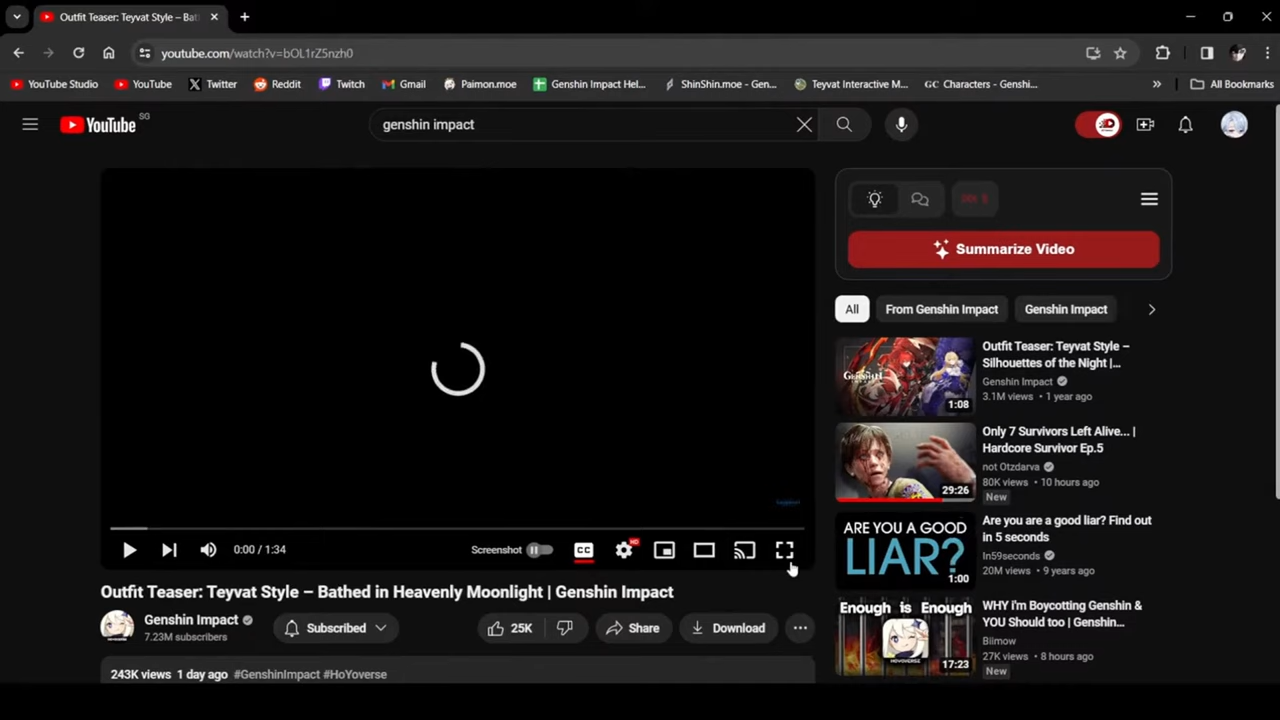 Outfit Teaser: Teyvat Style – Bat
youtube.com/watch?v=bOL1rZ5nzh0
YouTube Studio YouTube Twitter Reddit Twitch Gmail Paimon.moe Genshin Impact Hel... ShinShin.moe - Gen... Teyvat Interactive M... GC Characters - Genshi... » All Bookmarks
YouTube SG
genshin impact
Summarize Video
All From Genshin Impact Genshin Impact
GENSHIN IMPACT
1:08
Outfit Teaser: Teyvat Style –
Silhouettes of the Night |...
Genshin Impact
3.1M views • 1 year ago
29:26
Only 7 Survivors Left Alive... |
Hardcore Survivor Ep.5
not Otzdarva
80K views • 10 hours ago
New
0:00 / 1:34
Screenshot CC HD
ARE YOU A GOOD
LIAR?
1:00
Are you are a good liar? Find out
in 5 seconds
In59seconds
20M views • 9 years ago
Outfit Teaser: Teyvat Style – Bathed in Heavenly Moonlight | Genshin Impact
Genshin Impact
7.23M subscribers
Subscribed
25K
Share
Download
Enough is Enough
HOYOVERSE
17:23
WHY i'm Boycotting Genshin &
YOU Should too | Genshin...
Bilmow
27K views • 8 hours ago
New
243K views 1 day ago #GenshinImpact #HoYoverse